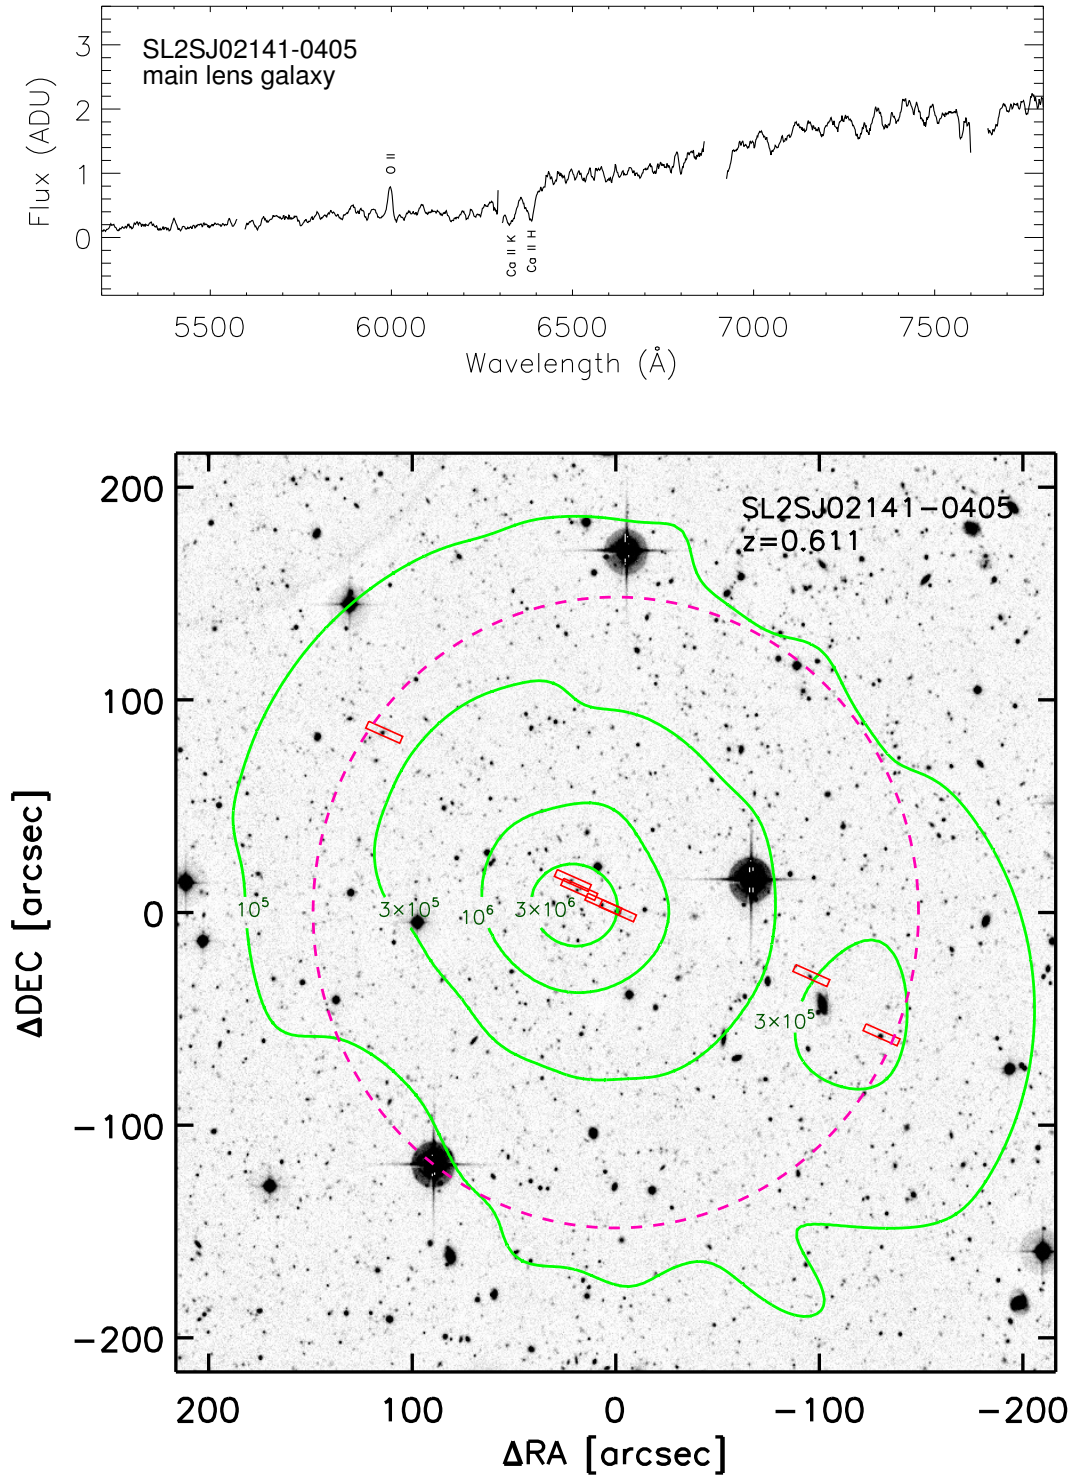 SL2SJ02141-0405
main lens galaxy
3
2
1
0
Flux (ADU)
O II
Ca II K
Ca II H
5500 6000 6500 7000 7500
Wavelength (Å)
SL2SJ02141-0405
z=0.611
200
100
0
-100
-200
ΔDEC [arcsec]
10⁵ 3×10⁵ 10⁶ 3×10⁶
3×10⁵
200 100 0 -100 -200
ΔRA [arcsec]